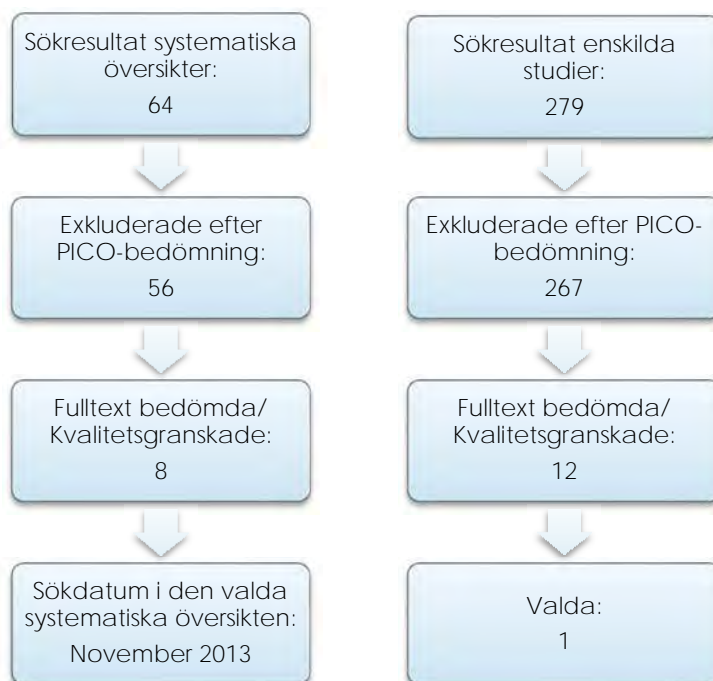 Sökresultat systematiska
översikter:
64
Exkluderade efter
PICO-bedömning:
56
Fulltext bedömda/
Kvalitetsgranskade:
8
Sökdatum i den valda
systematiska översikten:
November 2013
Sökresultat enskilda
studier:
279
Exkluderade efter PICO-
bedömning:
267
Fulltext bedömda/
Kvalitetsgranskade:
12
Valda:
1